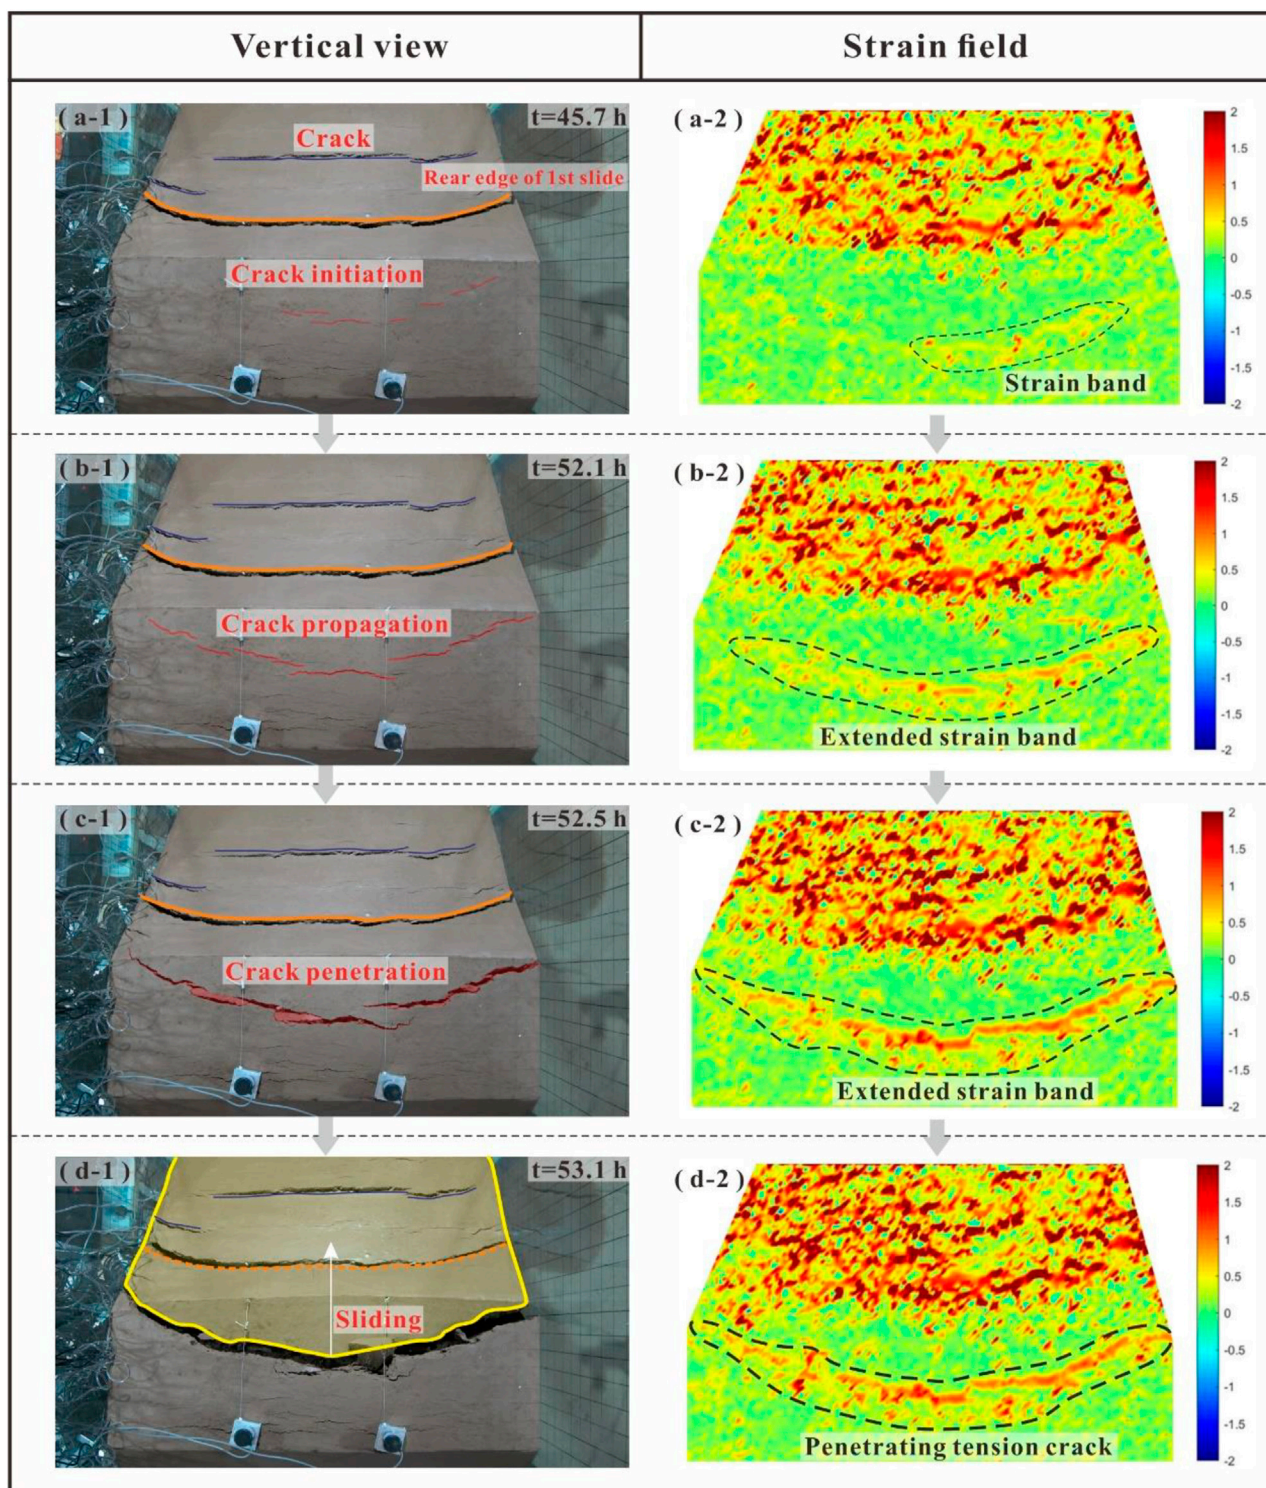 Vertical view
Strain field
( a-1 )
t=45.7 h
Crack
Rear edge of 1st slide
Crack initiation
( a-2 )
Strain band
2
1.5
1
0.5
0
-0.5
-1
-1.5
-2
( b-1 )
t=52.1 h
Crack propagation
( b-2 )
Extended strain band
2
1.5
1
0.5
0
-0.5
-1
-1.5
-2
( c-1 )
t=52.5 h
Crack penetration
( c-2 )
Extended strain band
2
1.5
1
0.5
0
-0.5
-1
-1.5
-2
( d-1 )
t=53.1 h
Sliding
( d-2 )
Penetrating tension crack
2
1.5
1
0.5
0
-0.5
-1
-1.5
-2